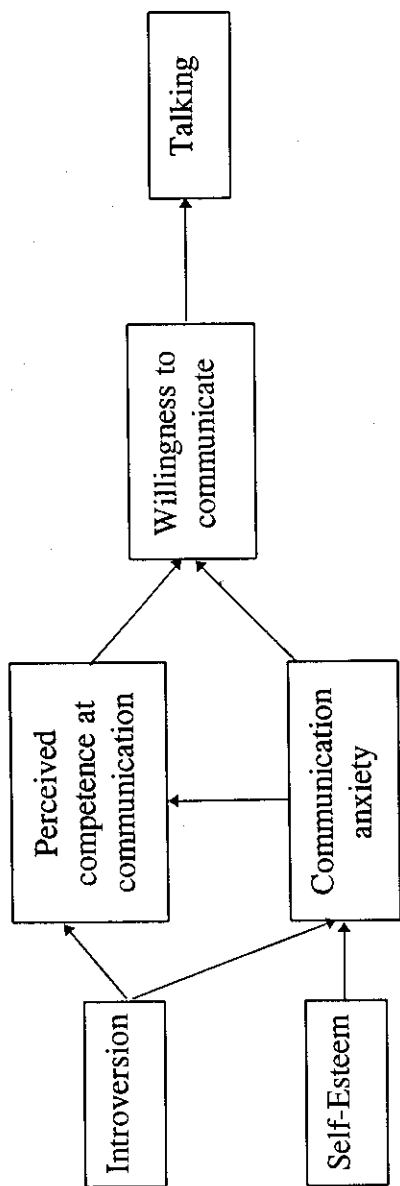 Introversion
Self-Esteem
Perceived
competence at
communication
Communication
anxiety
Willingness to
communicate
Talking